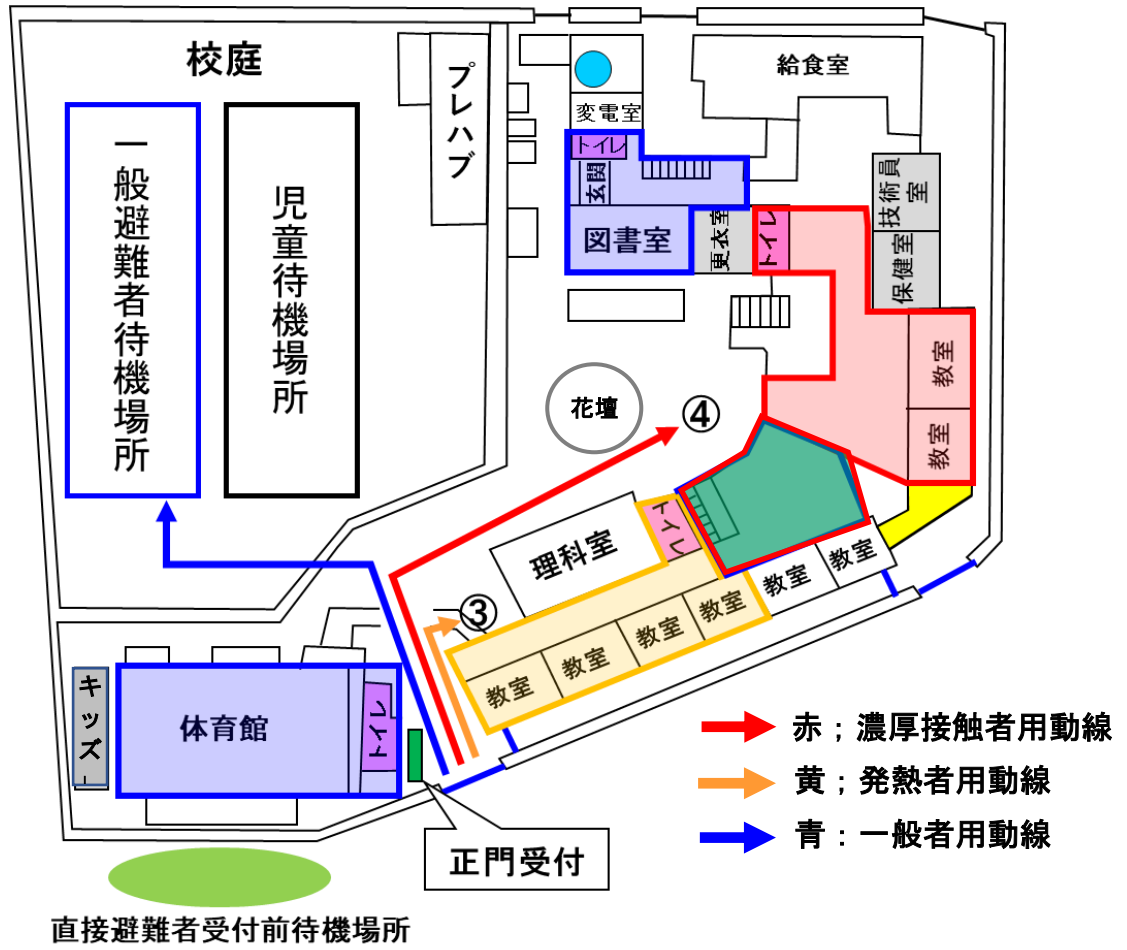 校庭
一般避難者待機場所
児童待機場所
プレハブ
変電室
トイレ
玄関
図書室
更衣室
トイレ
給食室
技術員室
保健室
教室
教室
花壇
④
③
理科室
トイレ
教室
教室
教室
教室
教室
教室
キッズ
体育館
トイレ
正門受付
直接避難者受付前待機場所
赤；濃厚接触者用動線
黄；発熱者用動線
青：一般者用動線